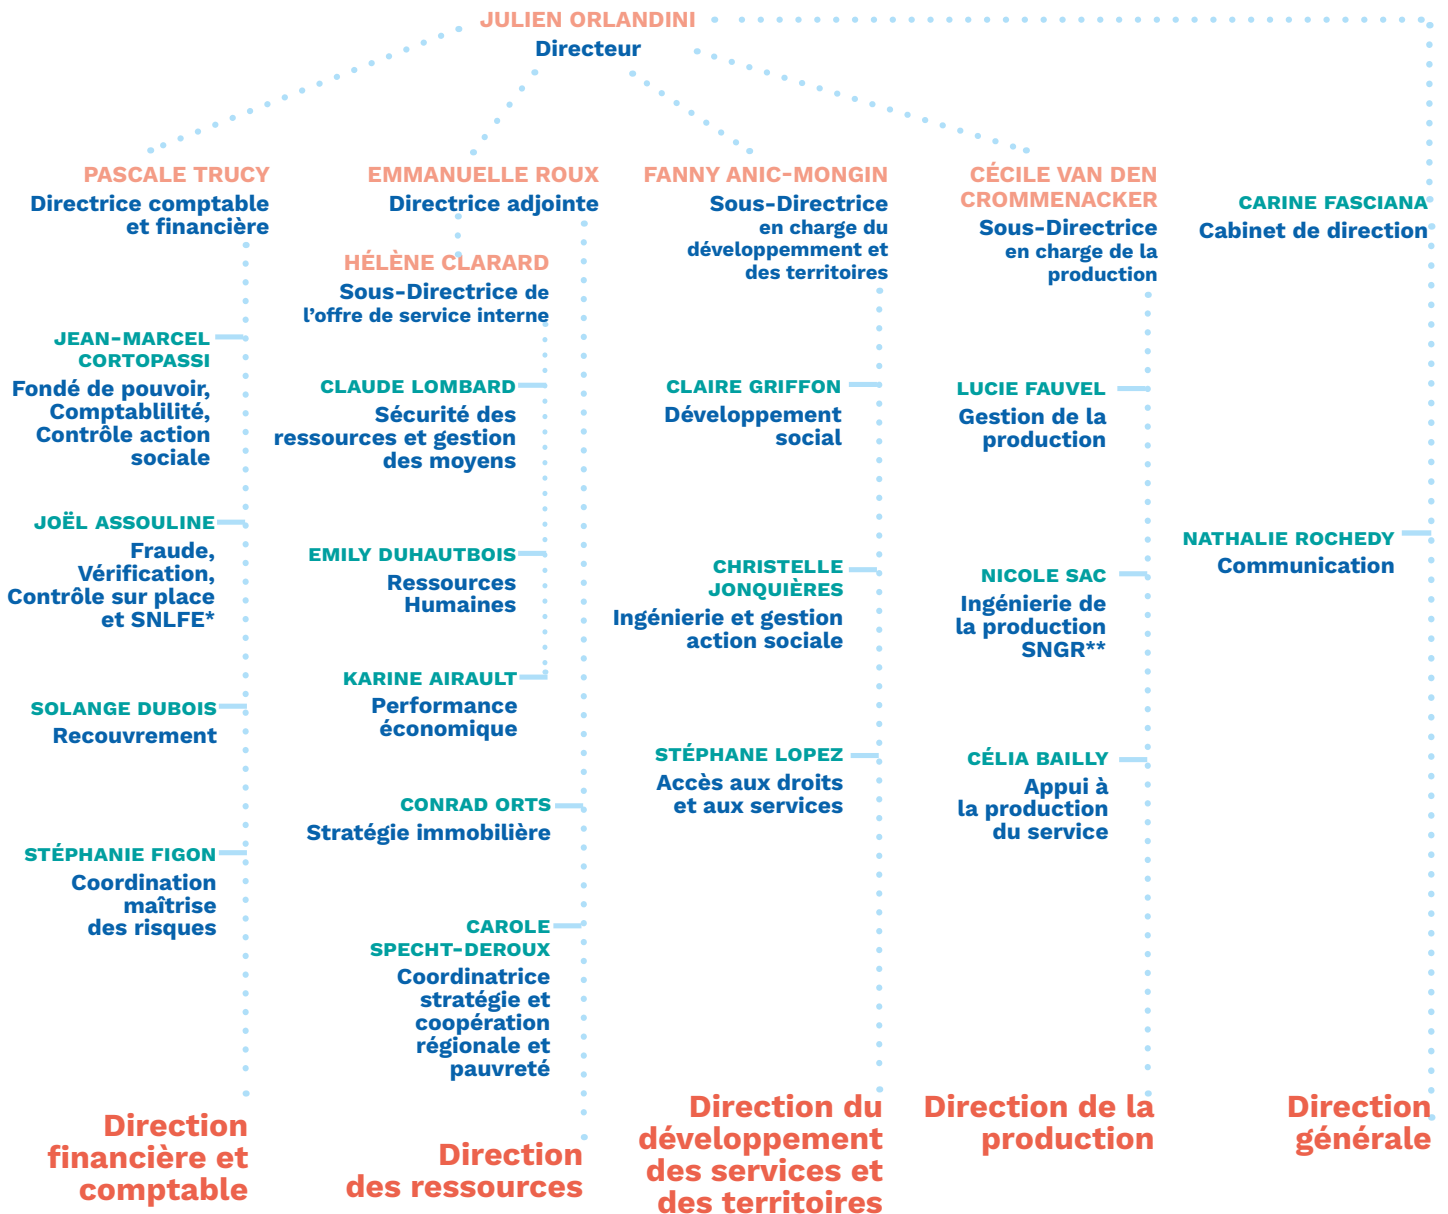 JULIEN ORLANDINI
Directeur
PASCALE TRUCY
Directrice comptable
et financière
JEAN-MARCEL
CORTOPASSI
Fondé de pouvoir,
Comptablilité,
Contrôle action
sociale
JOËL ASSOULINE
Fraude,
Vérification,
Contrôle sur place
et SNLFE*
SOLANGE DUBOIS
Recouvrement
STÉPHANIE FIGON
Coordination
maîtrise
des risques
Direction
financière et
comptable
EMMANUELLE ROUX
Directrice adjointe
HÉLÈNE CLARARD
Sous-Directrice de
l’offre de service interne
CLAUDE LOMBARD
Sécurité des
ressources et gestion
des moyens
EMILY DUHAUTBOIS
Ressources
Humaines
KARINE AIRAULT
Performance
économique
CONRAD ORTS
Stratégie immobilière
CAROLE
SPECHT-DEROUX
Coordinatrice
stratégie et
coopération
régionale et
pauvreté
Direction
des ressources
FANNY ANIC-MONGIN
Sous-Directrice
en charge du
développemment et
des territoires
CLAIRE GRIFFON
Développement
social
CHRISTELLE
JONQUIÈRES
Ingénierie et gestion
action sociale
STÉPHANE LOPEZ
Accès aux droits
et aux services
Direction du
développement
des services et
des territoires
CÉCILE VAN DEN
CROMMENACKER
Sous-Directrice
en charge de la
production
LUCIE FAUVEL
Gestion de la
production
NICOLE SAC
Ingénierie de
la production
SNGR**
CÉLIA BAILLY
Appui à
la production
du service
Direction de la
production
CARINE FASCIANA
Cabinet de direction
NATHALIE ROCHEDY
Communication
Direction
générale